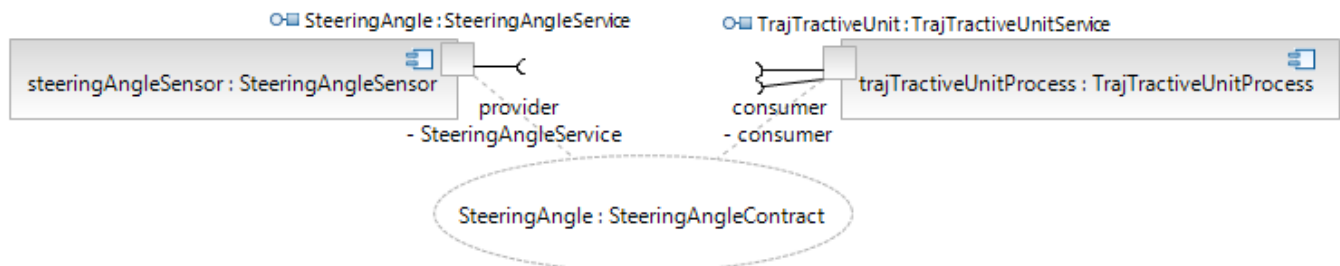 SteeringAngle : SteeringAngleService
TrajTractiveUnit : TrajTractiveUnitService
steeringAngleSensor : SteeringAngleSensor
trajTractiveUnitProcess : TrajTractiveUnitProcess
provider
- SteeringAngleService
consumer
- consumer
SteeringAngle : SteeringAngleContract